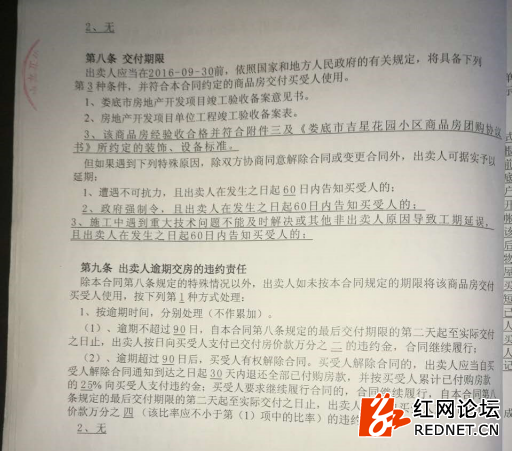 2、无
第八条 交付期限
出卖人应当在2016-09-30前，依照国家和地方人民政府的有关规定，将具备下列
第3种条件，并符合本合同约定的商品房交付买受人使用。
1、娄底市房地产开发项目竣工验收备案意见书。
2、房地产开发项目单位工程竣工验收备案表。
3、该商品房经验收合格并符合附件三及《娄底市吉星花园小区商品房团购协议
书》所约定的装饰、设备标准。
但如果遇到下列特殊原因，除双方协商同意解除合同或变更合同外，出卖人可据实予以
延期：
1、遭遇不可抗力，且出卖人在发生之日起60日内告知买受人的；
2、政府强制令，且出卖人在发生之日起60日内告知买受人的；
3、施工中遇到重大技术问题不能及时解决或其他非出卖人原因导致工期延误，
且出卖人在发生之日起60日内告知买受人的；
第九条 出卖人逾期交房的违约责任
除本合同第八条规定的特殊情况以外，出卖人如未按本合同规定的期限将该商品房交付
买受人使用，按下列第1种方式处理：
1、按逾期时间，分别处理（不作累加）。
（1）、逾期不超过90日，自本合同第八条规定的最后交付期限的第二天起至实际交付
之日止，出卖人按日向买受人支付已交付房价款万分之二的违约金，合同继续履行；
（2）、逾期超过90日后，买受人有权解除合同。买受人解除合同的，出卖人应当自买
受人解除合同通知到达之日起30天内退还全部已付购房款，并按买受人累计已付购房款
的25%向买受人支付违约金；买受人要求继续履行合同的，合同继续履行，自本合同第八
条规定的最后交付期限的第二天起至实际交付之日止，出卖人
价款万分之四（该比率应不小于第（1）项中的比率）的违约
2、无
红网论坛
REDNET.CN